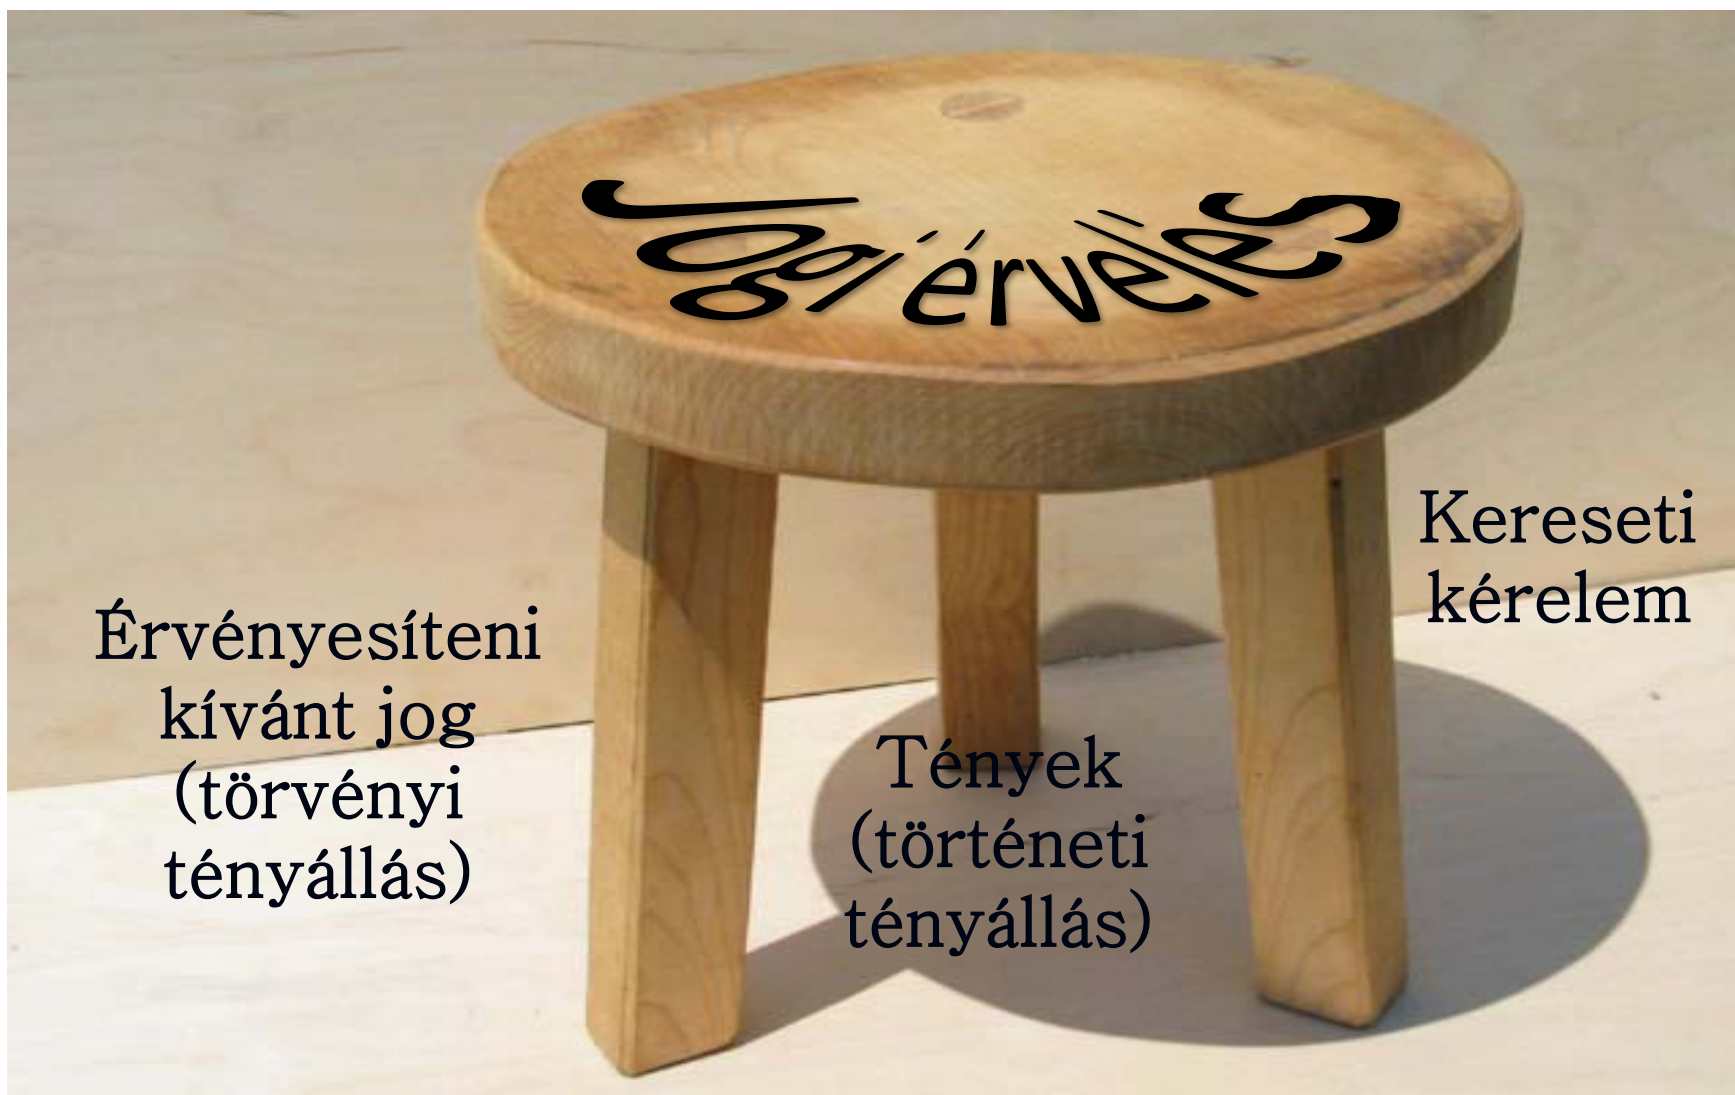 Jogi érvelés
Kereseti
kérelem
Érvényesíteni
kívánt jog
(törvényi
tényállás)
Tények
(történeti
tényállás)